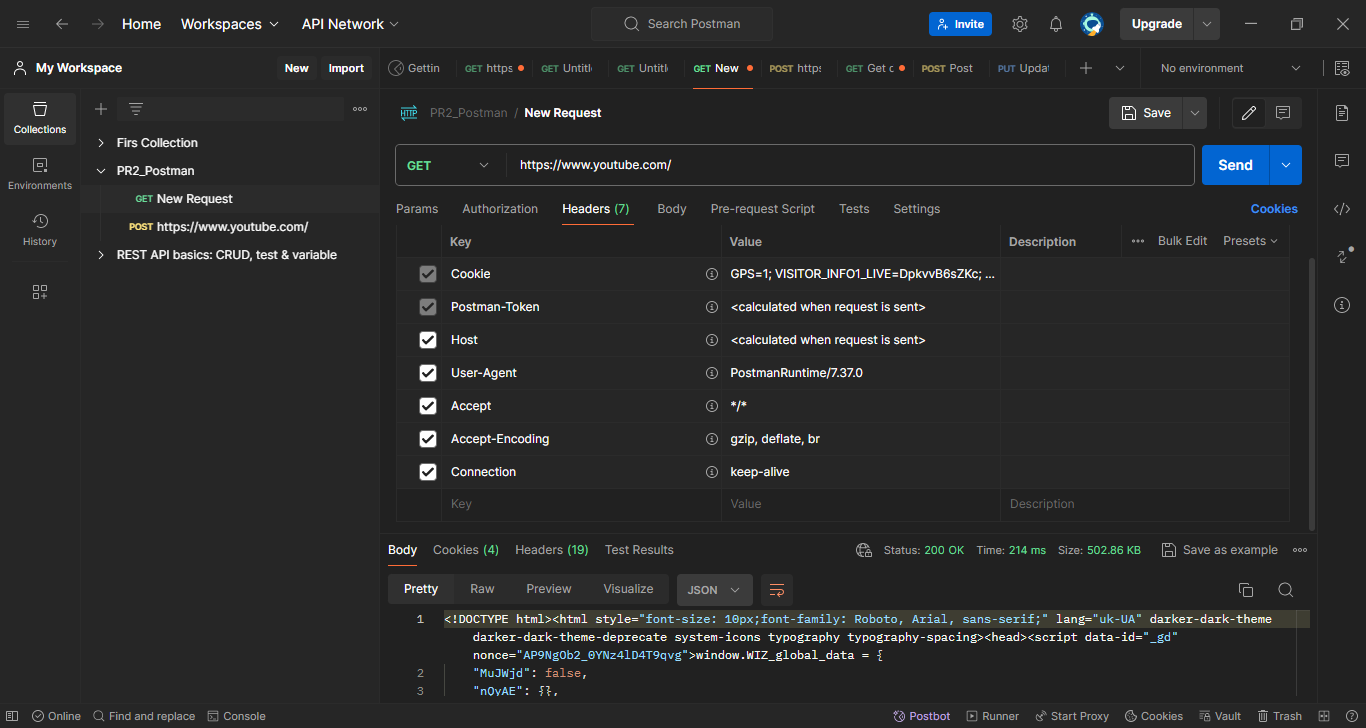 Home Workspaces API Network Search Postman Invite Upgrade
My Workspace New Import Gettin GET https GET Untitl GET Untitl GET New POST https GET Get c POST Post PUT Updat No environment
Collections
Environments
History
Firs Collection
PR2_Postman
GET New Request
POST https://www.youtube.com/
REST API basics: CRUD, test & variable
HTTP PR2_Postman / New Request Save
GET https://www.youtube.com/ Send
Params Authorization Headers (7) Body Pre-request Script Tests Settings Cookies
Key Value Description Bulk Edit Presets
Cookie GPS=1; VISITOR_INFO1_LIVE=DpkvvB6sZKc; ...
Postman-Token <calculated when request is sent>
Host <calculated when request is sent>
User-Agent PostmanRuntime/7.37.0
Accept */*
Accept-Encoding gzip, deflate, br
Connection keep-alive
Key Value Description
Body Cookies (4) Headers (19) Test Results Status: 200 OK Time: 214 ms Size: 502.86 KB Save as example
Pretty Raw Preview Visualize JSON
1 <!DOCTYPE html><html style="font-size: 10px;font-family: Roboto, Arial, sans-serif;" lang="uk-UA" darker-dark-theme
darker-dark-theme-deprecate system-icons typography typography-spacing><head><script data-id="_gd"
nonce="AP9NgOb2_0YNz4lD4T9qvg">window.WIZ_global_data = {
2 "MuJWjd": false,
3 "nQyAE": {},
Online Find and replace Console Postbot Runner Start Proxy Cookies Vault Trash